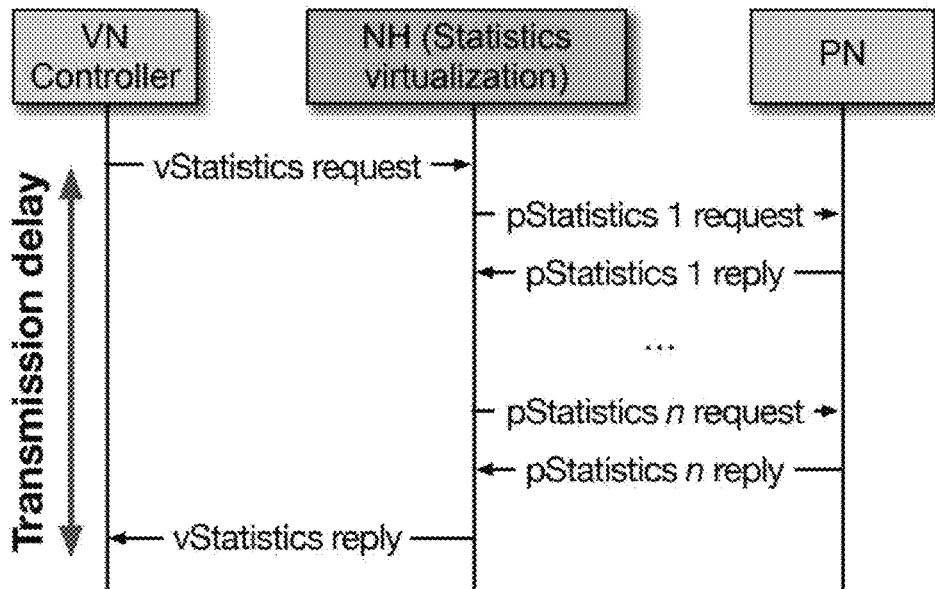 VN
Controller
NH (Statistics
virtualization)
PN
Transmission delay
vStatistics request
pStatistics 1 request
pStatistics 1 reply
...
pStatistics n request
pStatistics n reply
vStatistics reply